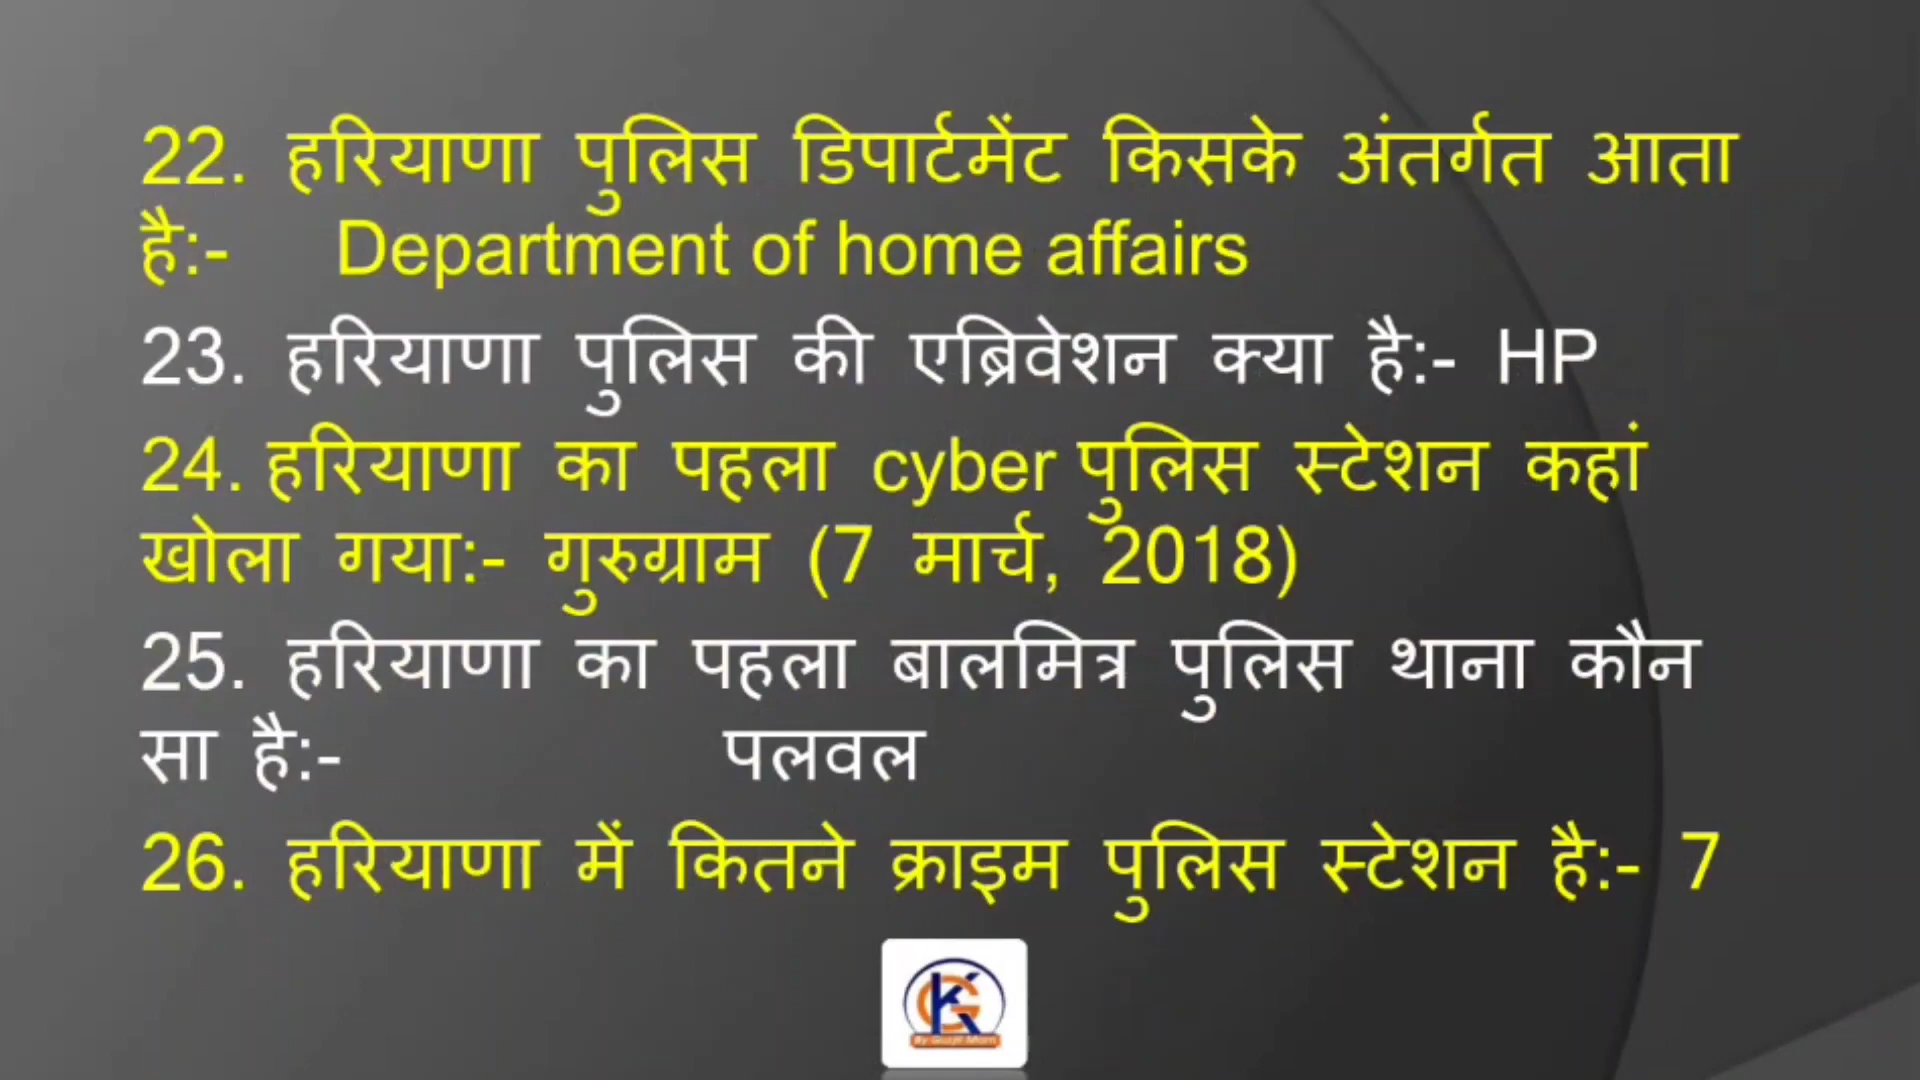 22. हरियाणा पुलिस डिपार्टमेंट किसके अंतर्गत आता
है:- Department of home affairs
23. हरियाणा पुलिस की एब्रिवेशन क्या है:- HP
24. हरियाणा का पहला cyber पुलिस स्टेशन कहां
खोला गया:- गुरुग्राम (7 मार्च, 2018)
25. हरियाणा का पहला बालमित्र पुलिस थाना कौन
सा है:- पलवल
26. हरियाणा में कितने क्राइम पुलिस स्टेशन है:- 7
KG